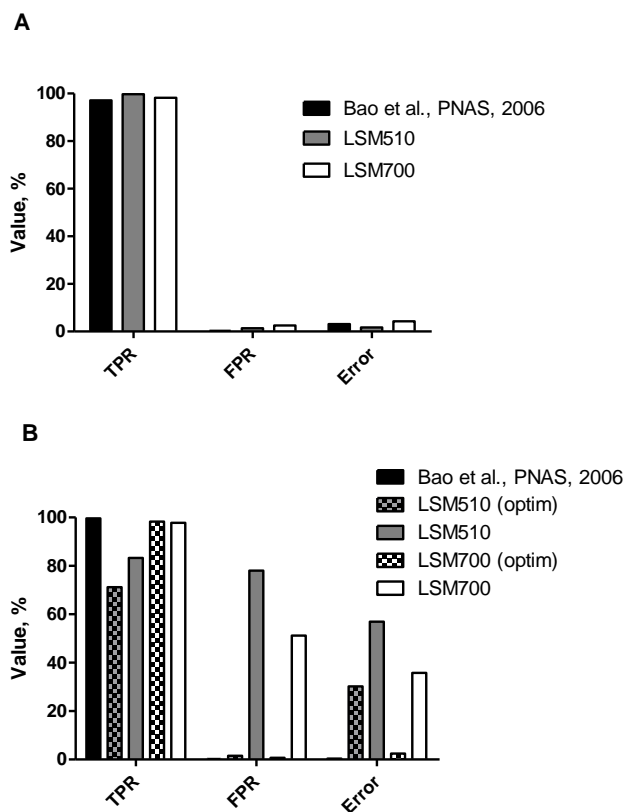 A
Value, %
100
80
60
40
20
0
TPR
FPR
Error
Bao et al., PNAS, 2006
LSM510
LSM700
B
Value, %
100
80
60
40
20
0
TPR
FPR
Error
Bao et al., PNAS, 2006
LSM510 (optim)
LSM510
LSM700 (optim)
LSM700